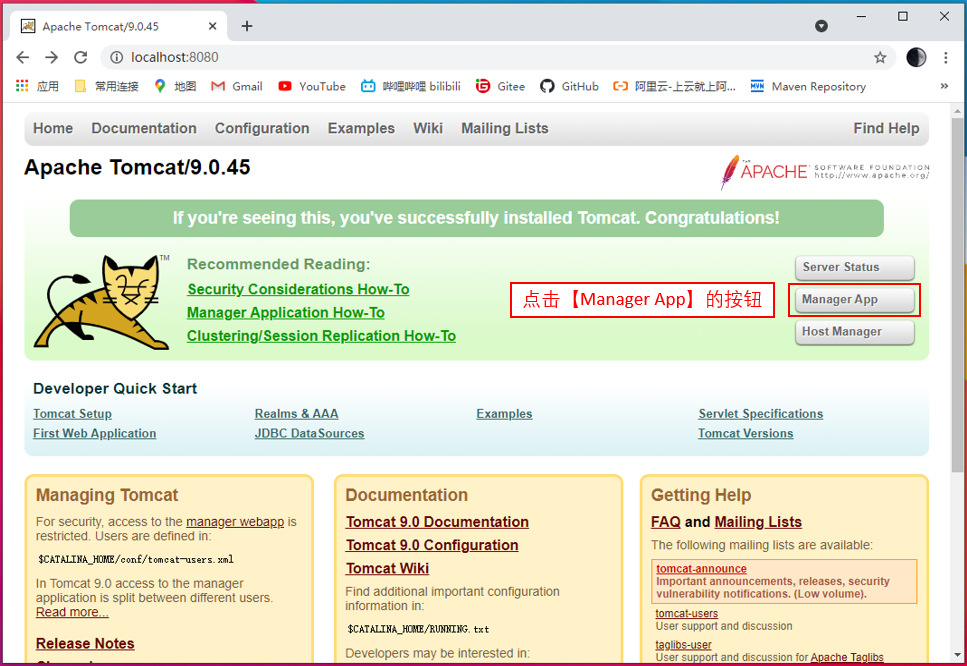 Apache Tomcat/9.0.45
localhost:8080
应用 常用连接 地图 Gmail YouTube 哔哩哔哩 bilibili Gitee GitHub 阿里云-上云就上阿... Maven Repository »
Home Documentation Configuration Examples Wiki Mailing Lists Find Help
Apache Tomcat/9.0.45
THE APACHE SOFTWARE FOUNDATION
http://www.apache.org/
If you're seeing this, you've successfully installed Tomcat. Congratulations!
TM
Recommended Reading:
Security Considerations How-To
Manager Application How-To
Clustering/Session Replication How-To
点击【Manager App】的按钮
Server Status
Manager App
Host Manager
Developer Quick Start
Tomcat Setup
First Web Application
Realms & AAA
JDBC DataSources
Examples
Servlet Specifications
Tomcat Versions
Managing Tomcat
For security, access to the manager webapp is
restricted. Users are defined in:
$CATALINA_HOME/conf/tomcat-users.xml
In Tomcat 9.0 access to the manager
application is split between different users.
Read more...
Release Notes
Documentation
Tomcat 9.0 Documentation
Tomcat 9.0 Configuration
Tomcat Wiki
Find additional important configuration
information in:
$CATALINA_HOME/RUNNING.txt
Developers may be interested in:
Getting Help
FAQ and Mailing Lists
The following mailing lists are available:
tomcat-announce
Important announcements, releases, security
vulnerability notifications. (Low volume).
tomcat-users
User support and discussion
taglibs-user
User support and discussion for Apache Taglibs